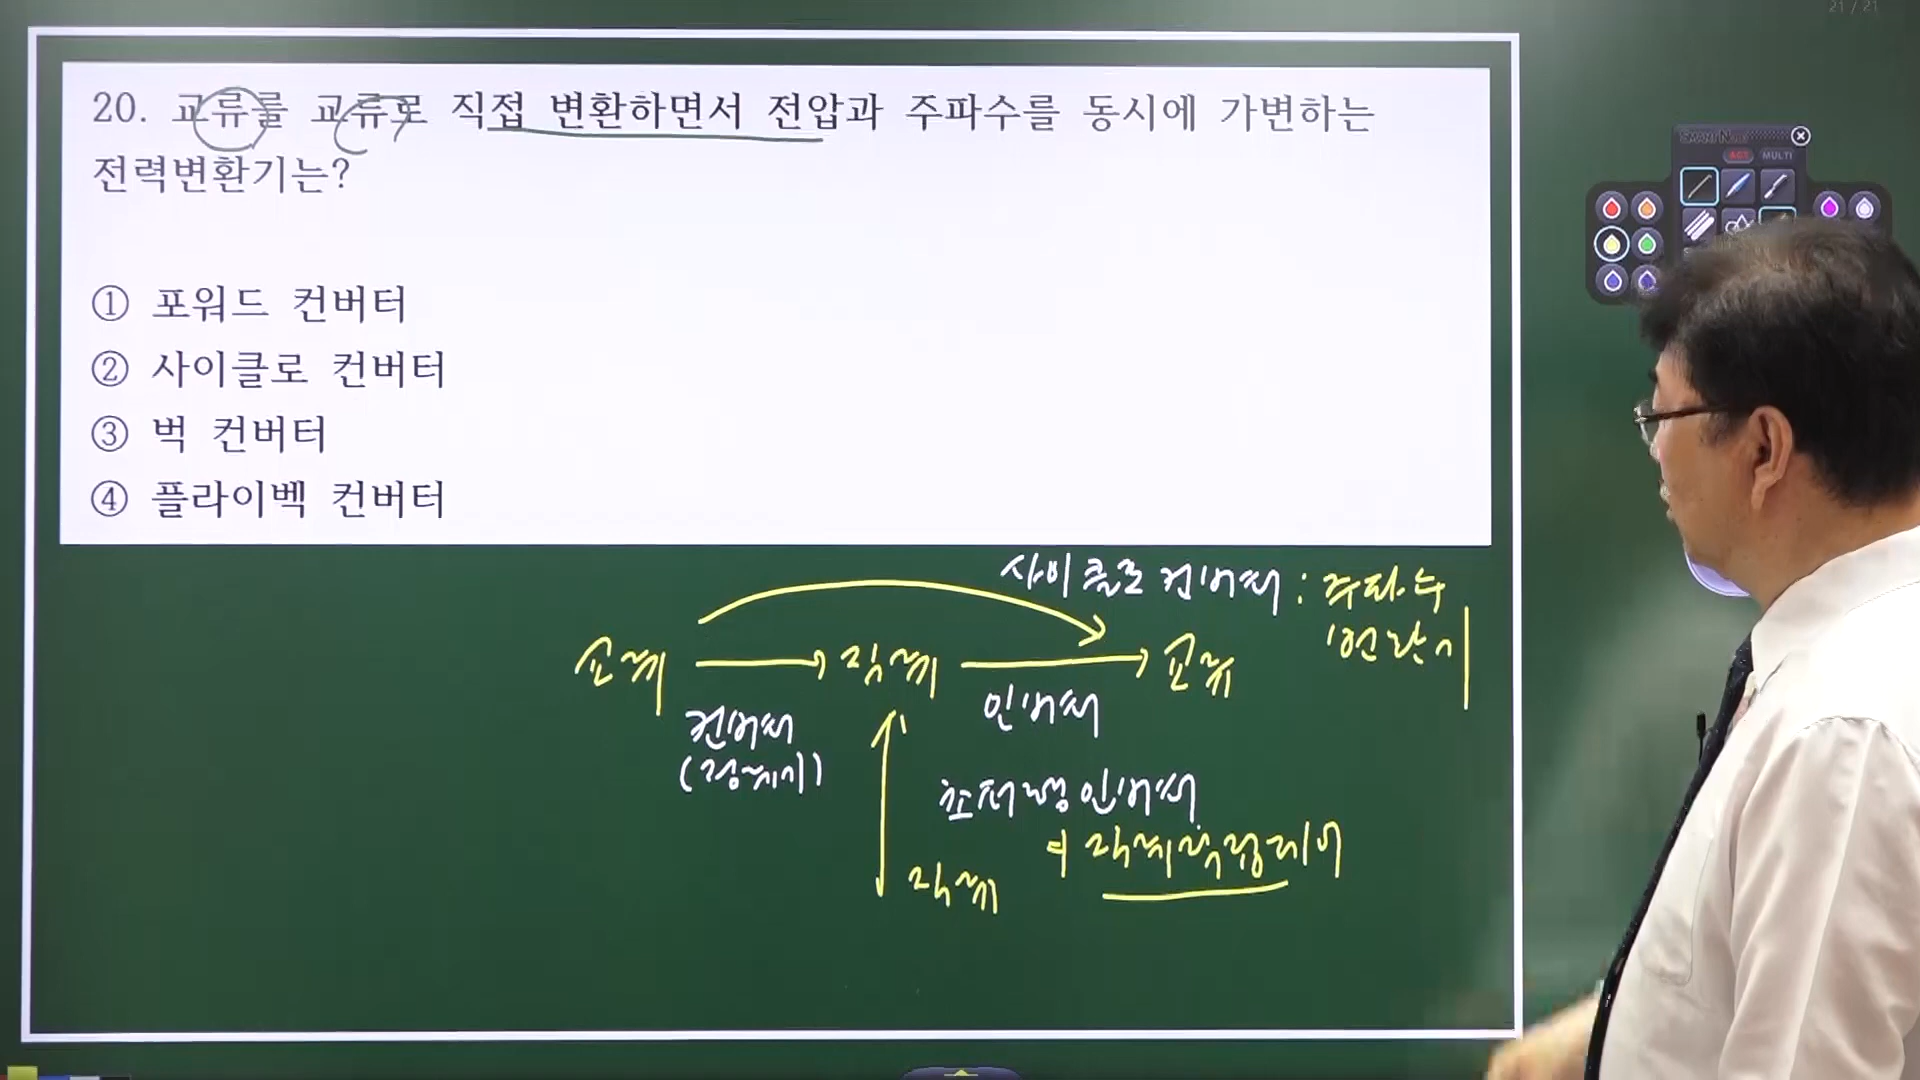 21 / 21
20. 교류를 교류로 직접 변환하면서 전압과 주파수를 동시에 가변하는
전력변환기는?
① 포워드 컨버터
② 사이클로 컨버터
③ 벅 컨버터
④ 플라이벡 컨버터
MULTI
사이클로 컨버터 : 주파수
변환기
교류 직류 교류
컨버터 인버터
(정류기)
초퍼형 인버터
직류